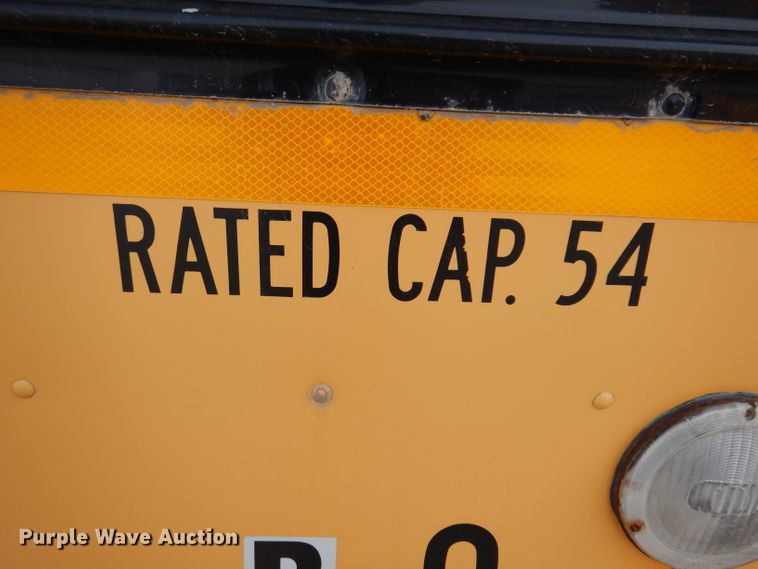 RATED CAP. 54
Purple Wave Auction